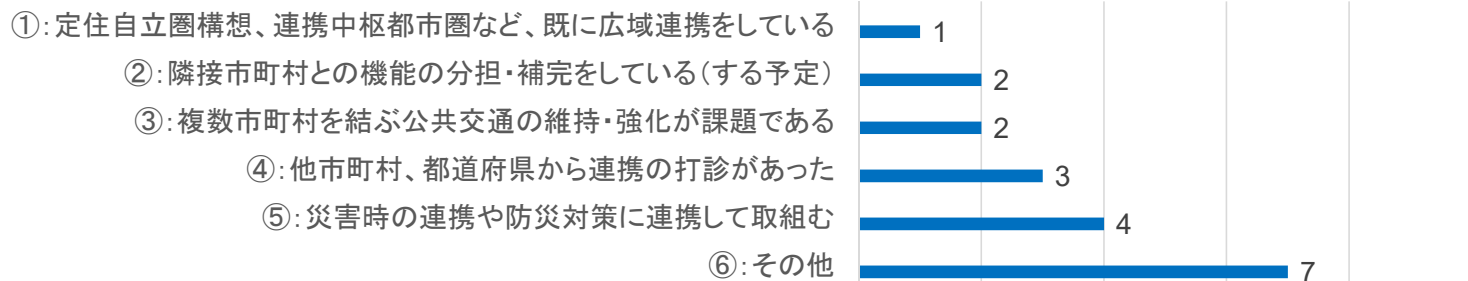 ①：定住自立圏構想、連携中枢都市圏など、既に広域連携をしている 1
②：隣接市町村との機能の分担・補完をしている（する予定） 2
③：複数市町村を結ぶ公共交通の維持・強化が課題である 2
④：他市町村、都道府県から連携の打診があった 3
⑤：災害時の連携や防災対策に連携して取組む 4
⑥：その他 7